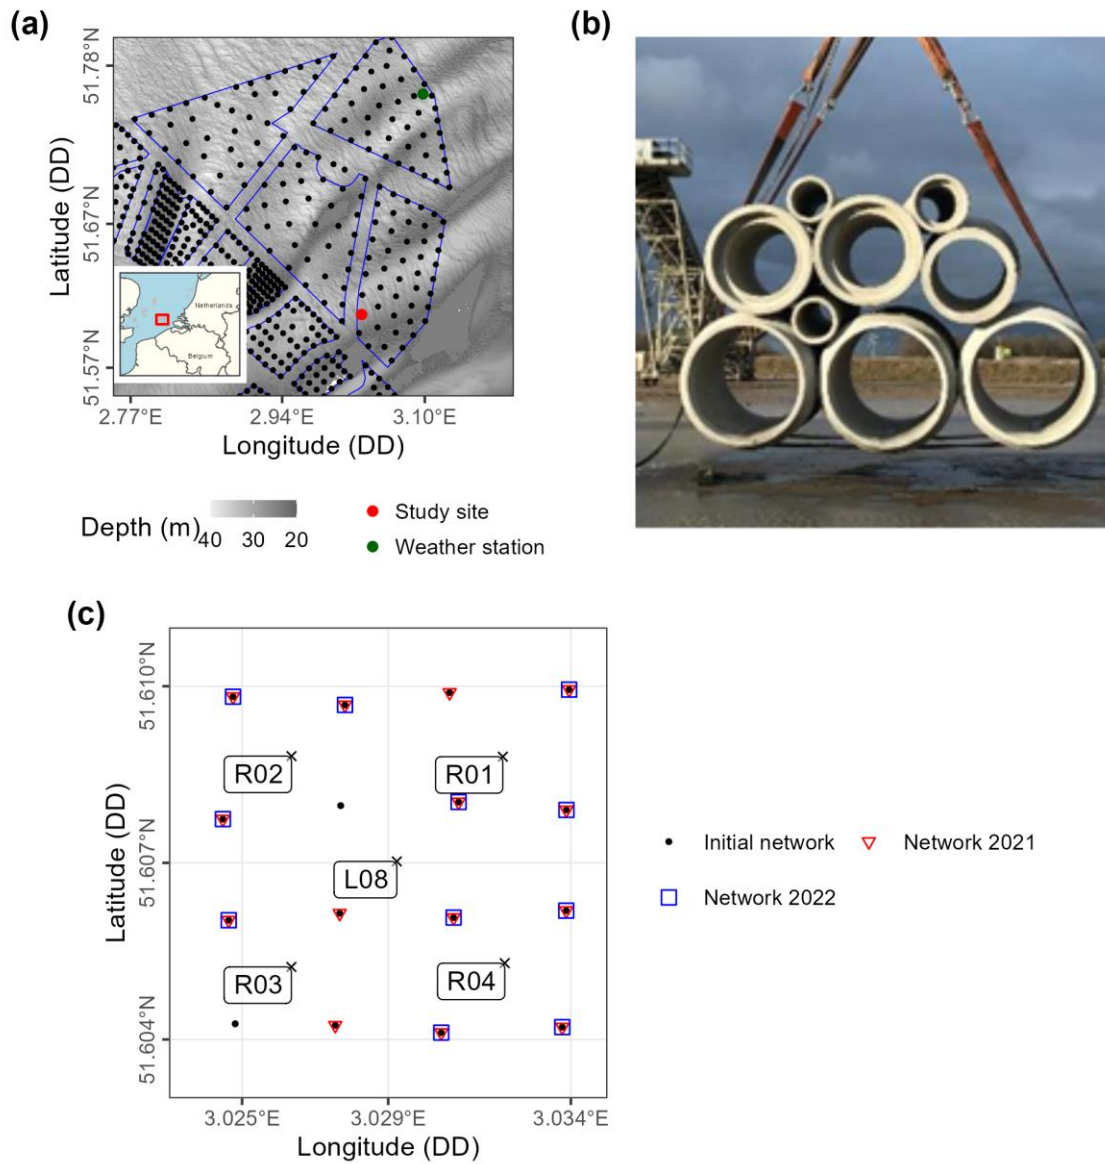 (a)
(b)
51.78°N
51.67°N
51.57°N
Latitude (DD)
Netherlands
Belgium
2.77°E 2.94°E 3.10°E
Longitude (DD)
Depth (m)
40 30 20
Study site
Weather station
(c)
51.610°N
51.607°N
51.604°N
Latitude (DD)
R02
R01
L08
R03
R04
3.025°E 3.029°E 3.034°E
Longitude (DD)
Initial network
Network 2021
Network 2022